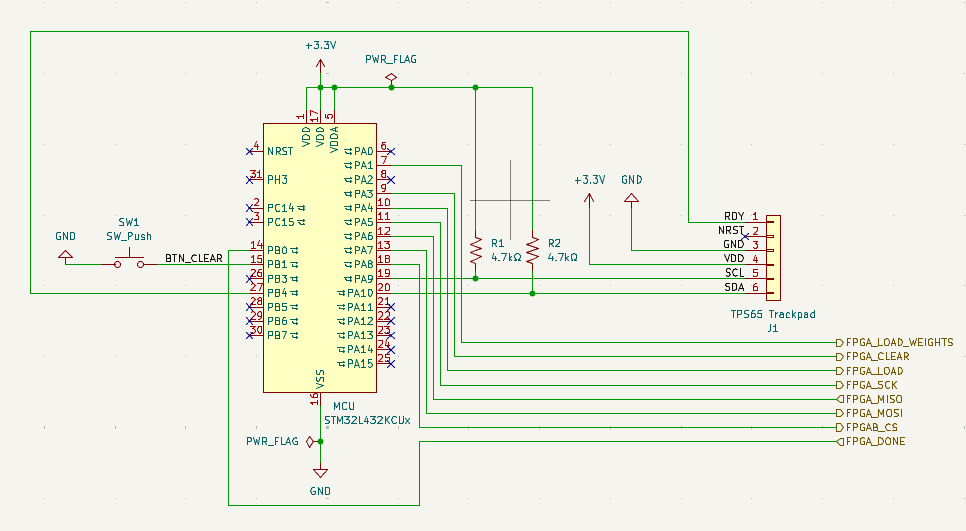 +3.3V
PWR_FLAG
1
17
5
VDD
VDD
VDDA
4 NRST
PA0 6
PA1 7
31 PH3
PA2 8
PA3 9
2 PC14
PA4 10
3 PC15
PA5 11
PA6 12
14 PB0
PA7 13
15 PB1
PA8 18
26 PB3
PA9 19
27 PB4
PA10 20
28 PB5
PA11 21
29 PB6
PA12 22
30 PB7
PA13 23
PA14 24
PA15 25
VSS
16
MCU
STM32L432KCUx
SW1
SW_Push
GND
BTN_CLEAR
R1
4.7kΩ
R2
4.7kΩ
+3.3V
GND
RDY 1
NRST 2
GND 3
VDD 4
SCL 5
SDA 6
TPS65 Trackpad
J1
FPGA_LOAD_WEIGHTS
FPGA_CLEAR
FPGA_LOAD
FPGA_SCK
FPGA_MISO
FPGA_MOSI
FPGAB_CS
FPGA_DONE
PWR_FLAG
GND